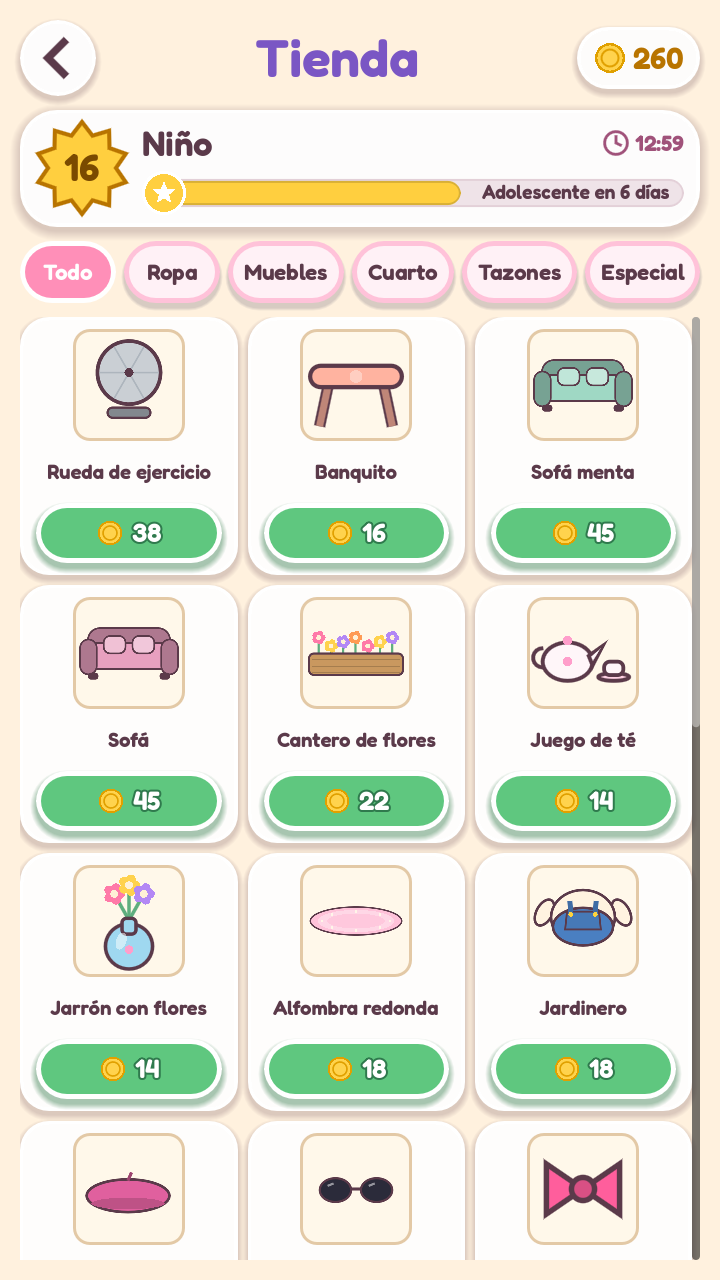 Tienda
260
16
Niño
12:59
Adolescente en 6 días
Todo
Ropa
Muebles
Cuarto
Tazones
Especial
Rueda de ejercicio
Banquito
Sofá menta
38
16
45
Sofá
Cantero de flores
Juego de té
45
22
14
Jarrón con flores
Alfombra redonda
Jardinero
14
18
18